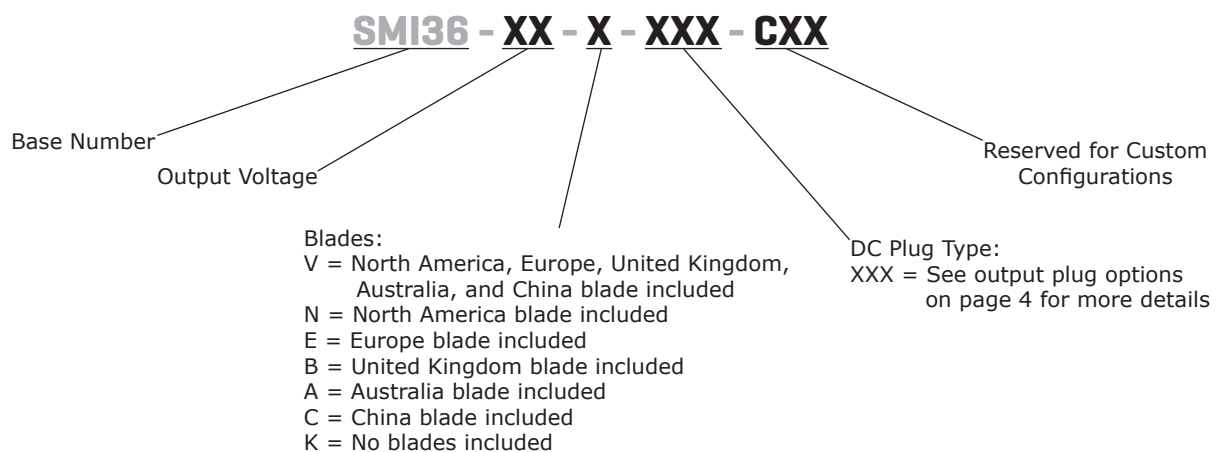 SMI36 - XX - X - XXX - CXX
Base Number
Output Voltage
Reserved for Custom
Configurations
Blades:
V = North America, Europe, United Kingdom,
Australia, and China blade included
N = North America blade included
E = Europe blade included
B = United Kingdom blade included
A = Australia blade included
C = China blade included
K = No blades included
DC Plug Type:
XXX = See output plug options
on page 4 for more details